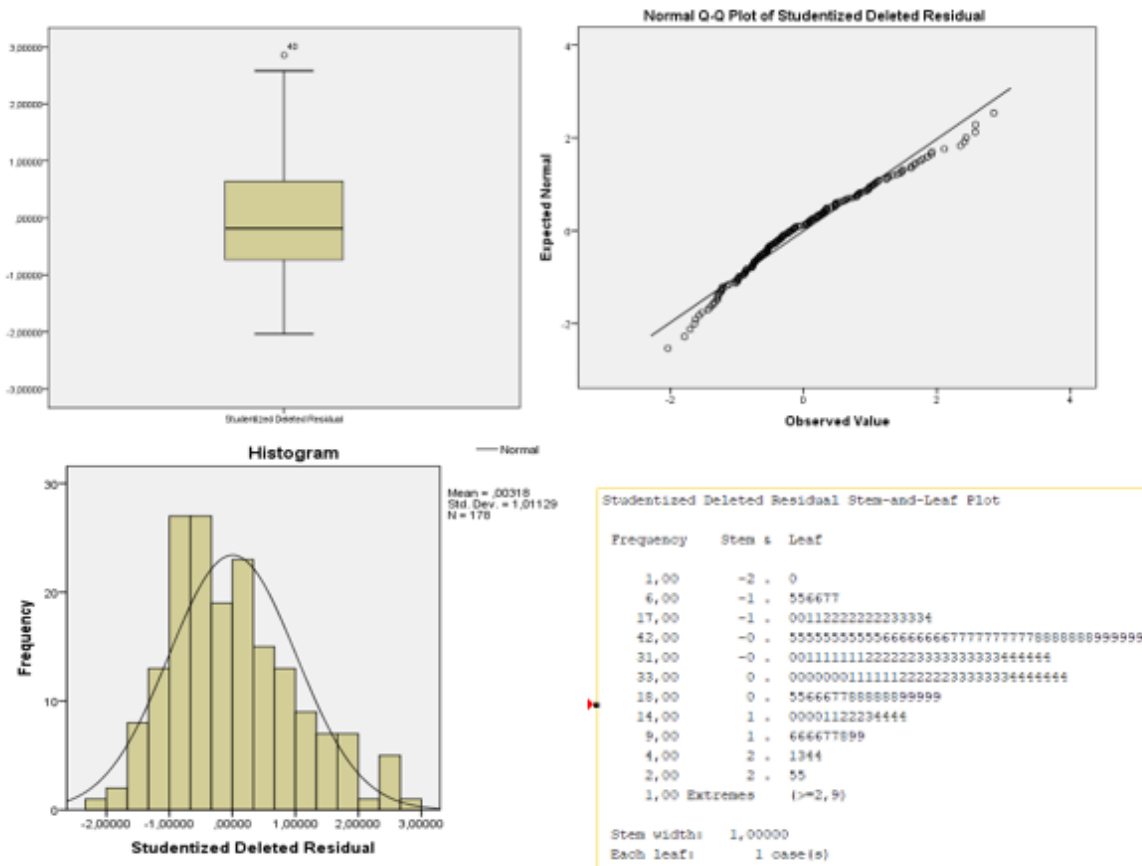 40
3,00000
2,00000
1,00000
,00000
-1,00000
-2,00000
-3,00000
Studentized Deleted Residual
Normal Q-Q Plot of Studentized Deleted Residual
4
2
0
-2
Expected Normal
-2
0
2
4
Observed Value
Histogram
Normal
Mean = ,00318
Std. Dev. = 1,01129
N = 178
30
20
10
0
Frequency
-2,00000
-1,00000
,00000
1,00000
2,00000
3,00000
Studentized Deleted Residual
Studentized Deleted Residual Stem-and-Leaf Plot
Frequency Stem & Leaf
1,00 -2 . 0
6,00 -1 . 556677
17,00 -1 . 00112222222233334
42,00 -0 .
31,00 -0 .
33,00 0 .
18,00 0 . 556667788888899999
14,00 1 . 00001122234444
9,00 1 . 666677899
4,00 2 . 1344
2,00 2 . 55
1,00 Extremes (>=2,9)
Stem width: 1,00000
Each leaf: 1 case(s)